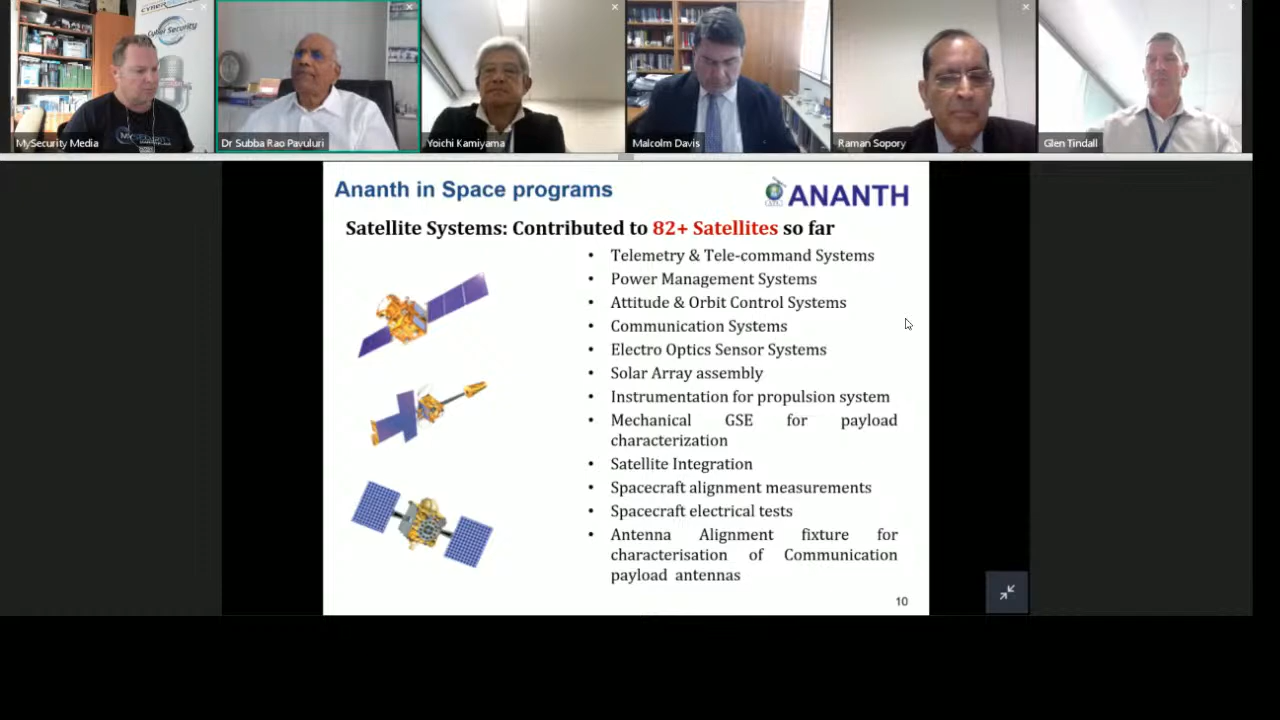 CYBER
Cyber Security
MySecurity Media
Dr Subba Rao Pavuluri
Yoichi Kamiyama
Malcolm Davis
Raman Sopory
Glen Tindall
Ananth in Space programs
ANANTH
Satellite Systems: Contributed to 82+ Satellites so far
• Telemetry & Tele-command Systems
• Power Management Systems
• Attitude & Orbit Control Systems
• Communication Systems
• Electro Optics Sensor Systems
• Solar Array assembly
• Instrumentation for propulsion system
• Mechanical GSE for payload
characterization
• Satellite Integration
• Spacecraft alignment measurements
• Spacecraft electrical tests
• Antenna Alignment fixture for
characterisation of Communication
payload antennas
10